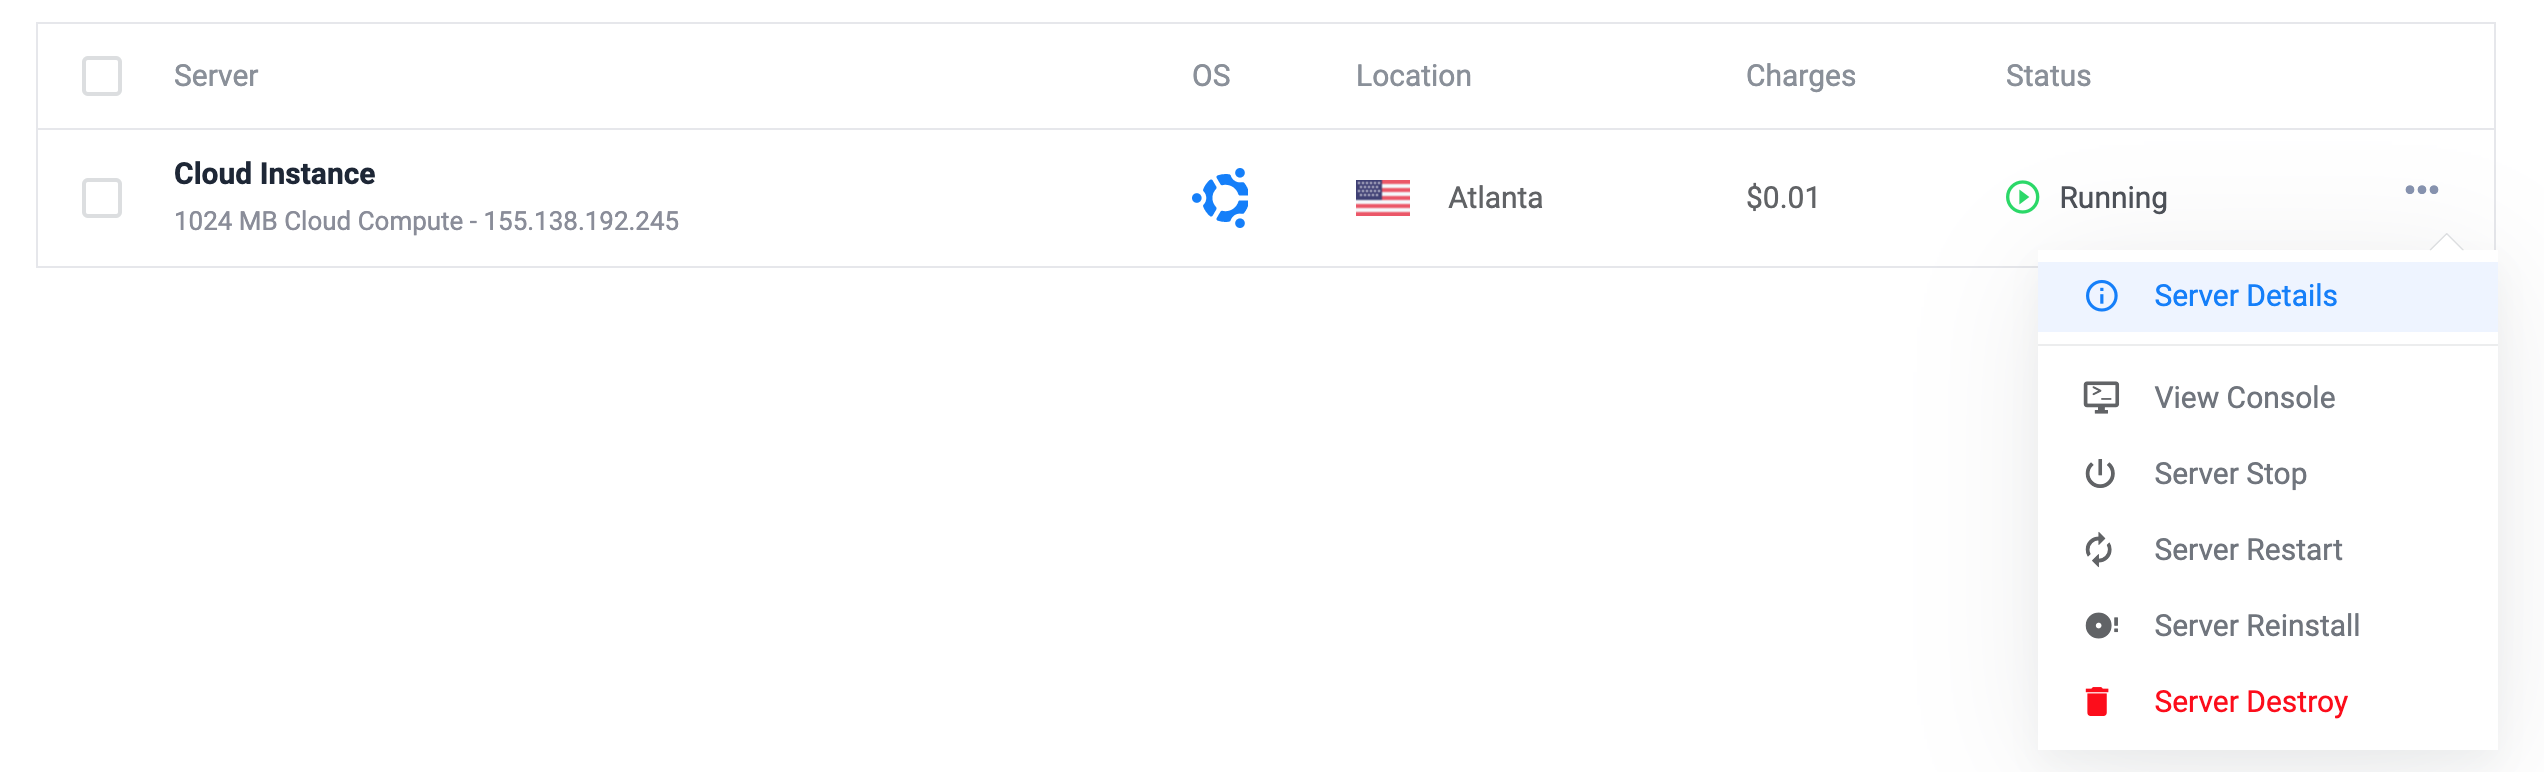 Server OS Location Charges Status
Cloud Instance
1024 MB Cloud Compute - 155.138.192.245
Atlanta $0.01 Running
Server Details
View Console
Server Stop
Server Restart
Server Reinstall
Server Destroy